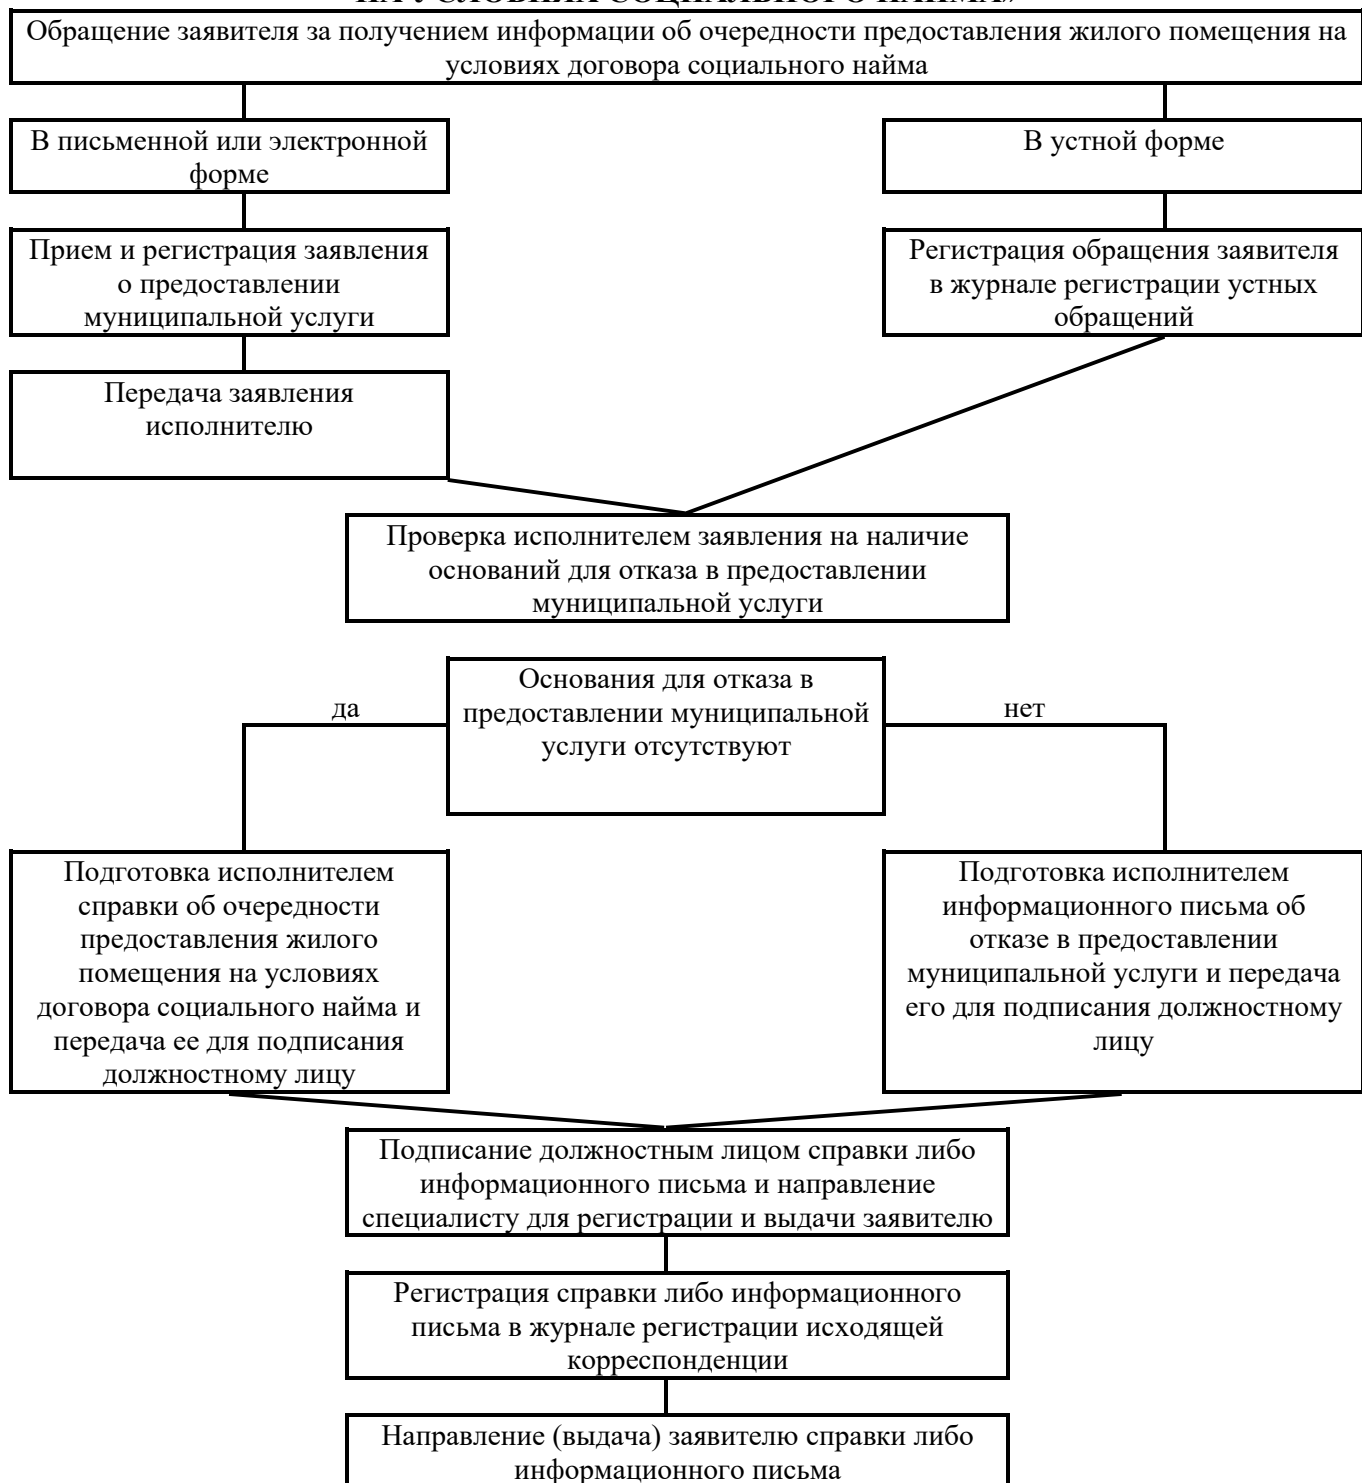 НА УСЛОВИЯХ СОЦИАЛЬНОГО НАЙМА»
Обращение заявителя за получением информации об очередности предоставления жилого помещения на
условиях договора социального найма
В письменной или электронной
форме
В устной форме
Прием и регистрация заявления
о предоставлении
муниципальной услуги
Регистрация обращения заявителя
в журнале регистрации устных
обращений
Передача заявления
исполнителю
Проверка исполнителем заявления на наличие
оснований для отказа в предоставлении
муниципальной услуги
Основания для отказа в
предоставлении муниципальной
услуги отсутствуют
да
нет
Подготовка исполнителем
справки об очередности
предоставления жилого
помещения на условиях
договора социального найма и
передача ее для подписания
должностному лицу
Подготовка исполнителем
информационного письма об
отказе в предоставлении
муниципальной услуги и передача
его для подписания должностному
лицу
Подписание должностным лицом справки либо
информационного письма и направление
специалисту для регистрации и выдачи заявителю
Регистрация справки либо информационного
письма в журнале регистрации исходящей
корреспонденции
Направление (выдача) заявителю справки либо
информационного письма